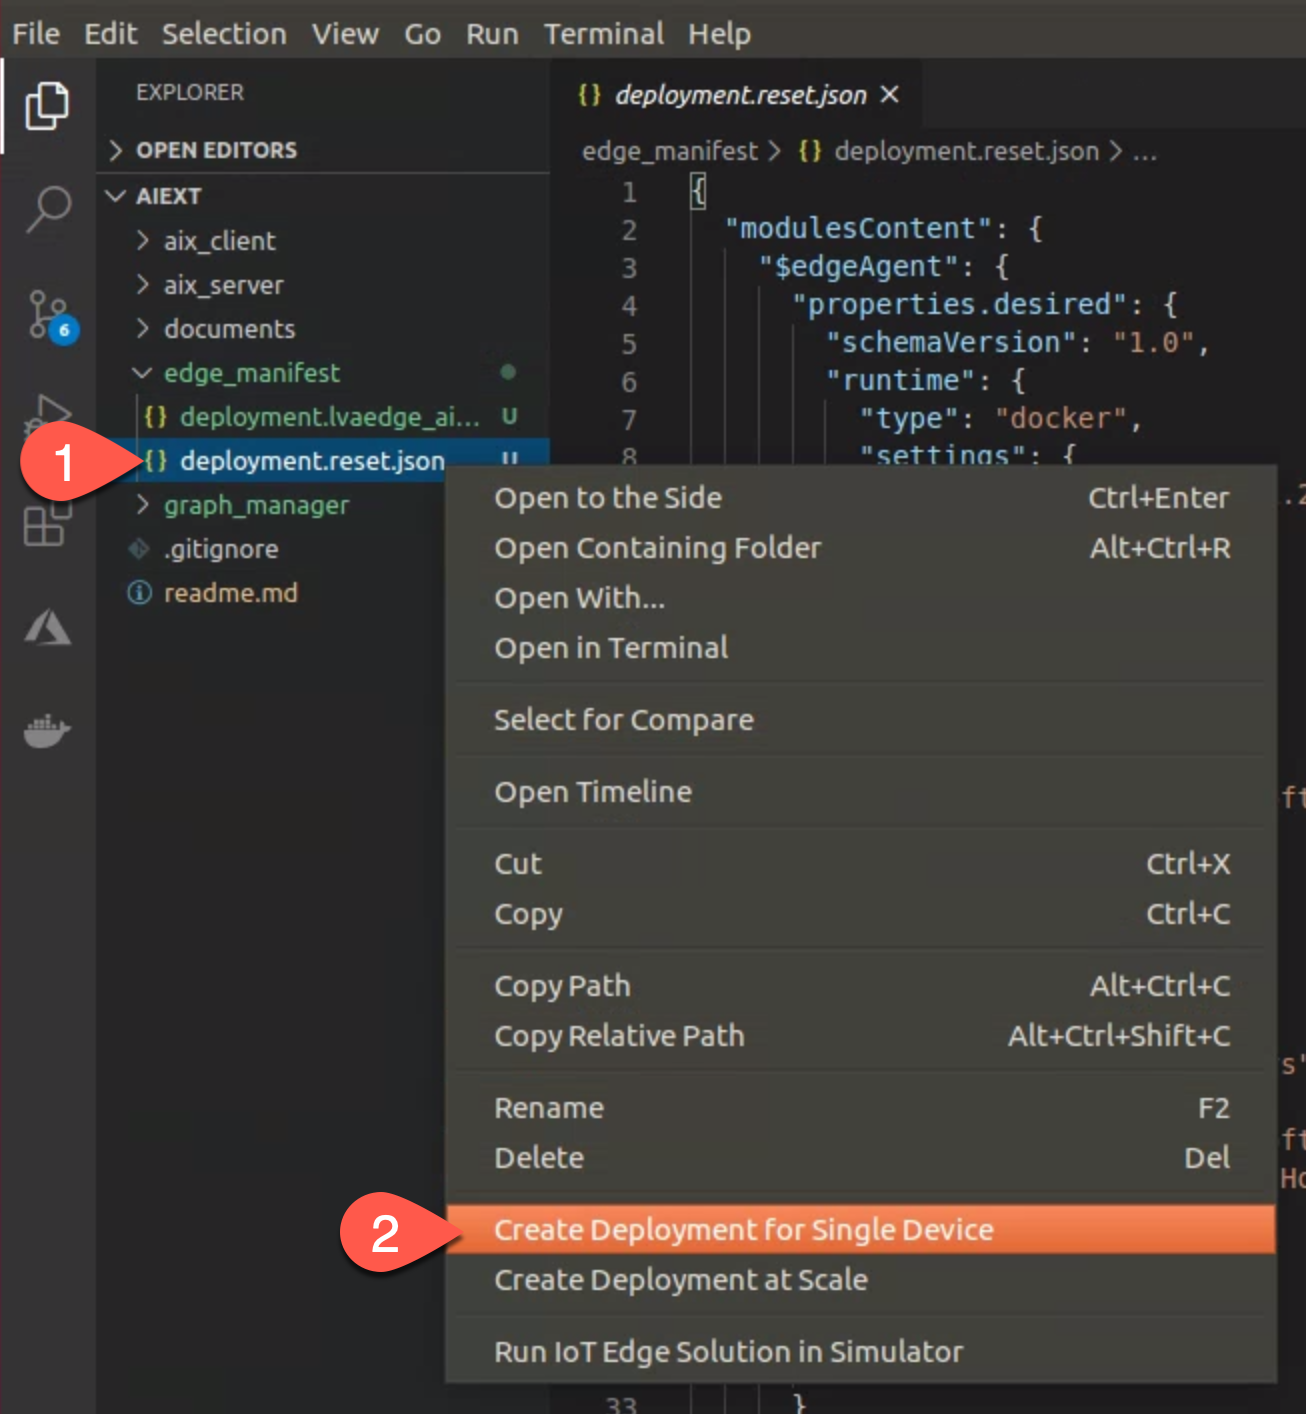 File Edit Selection View Go Run Terminal Help
EXPLORER
OPEN EDITORS
AIEXT
aix_client
aix_server
documents
edge_manifest
deployment.lvaedge_ai... U
deployment.reset.json U
graph_manager
.gitignore
readme.md
6
1
2
{} deployment.reset.json ×
edge_manifest > {} deployment.reset.json > ...
1 {
2 "modulesContent": {
3 "$edgeAgent": {
4 "properties.desired": {
5 "schemaVersion": "1.0",
6 "runtime": {
7 "type": "docker",
8 "settings": {
Open to the Side Ctrl+Enter
Open Containing Folder Alt+Ctrl+R
Open With...
Open in Terminal
Select for Compare
Open Timeline
Cut Ctrl+X
Copy Ctrl+C
Copy Path Alt+Ctrl+C
Copy Relative Path Alt+Ctrl+Shift+C
Rename F2
Delete Del
Create Deployment for Single Device
Create Deployment at Scale
Run IoT Edge Solution in Simulator
33 }